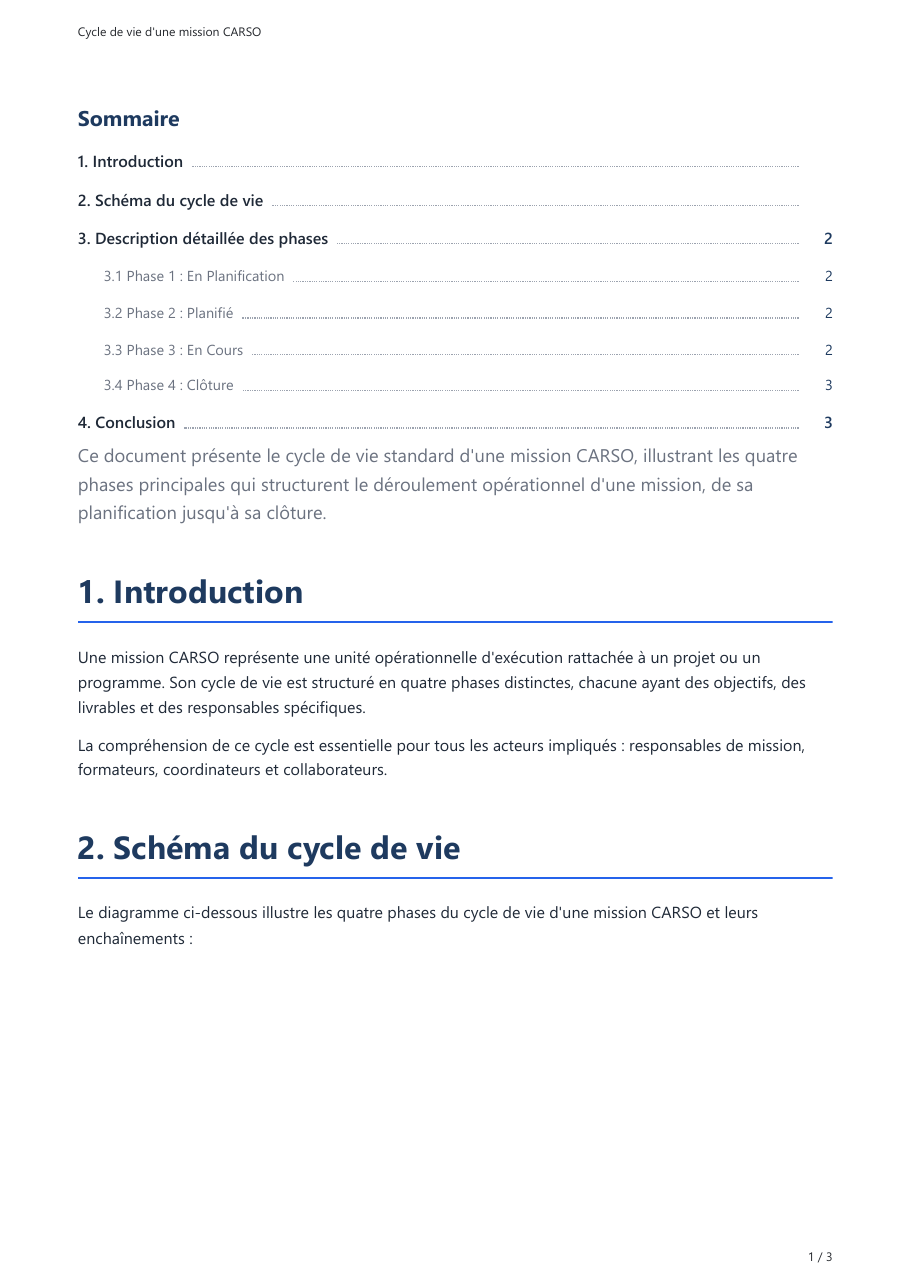 Cycle de vie d'une mission CARSO
Sommaire
1. Introduction
2. Schéma du cycle de vie
3. Description détaillée des phases 2
3.1 Phase 1 : En Planification 2
3.2 Phase 2 : Planifié 2
3.3 Phase 3 : En Cours 2
3.4 Phase 4 : Clôture 3
4. Conclusion 3
Ce document présente le cycle de vie standard d'une mission CARSO, illustrant les quatre
phases principales qui structurent le déroulement opérationnel d'une mission, de sa
planification jusqu'à sa clôture.
1. Introduction
Une mission CARSO représente une unité opérationnelle d'exécution rattachée à un projet ou un
programme. Son cycle de vie est structuré en quatre phases distinctes, chacune ayant des objectifs, des
livrables et des responsables spécifiques.
La compréhension de ce cycle est essentielle pour tous les acteurs impliqués : responsables de mission,
formateurs, coordinateurs et collaborateurs.
2. Schéma du cycle de vie
Le diagramme ci-dessous illustre les quatre phases du cycle de vie d'une mission CARSO et leurs
enchaînements :
1 / 3